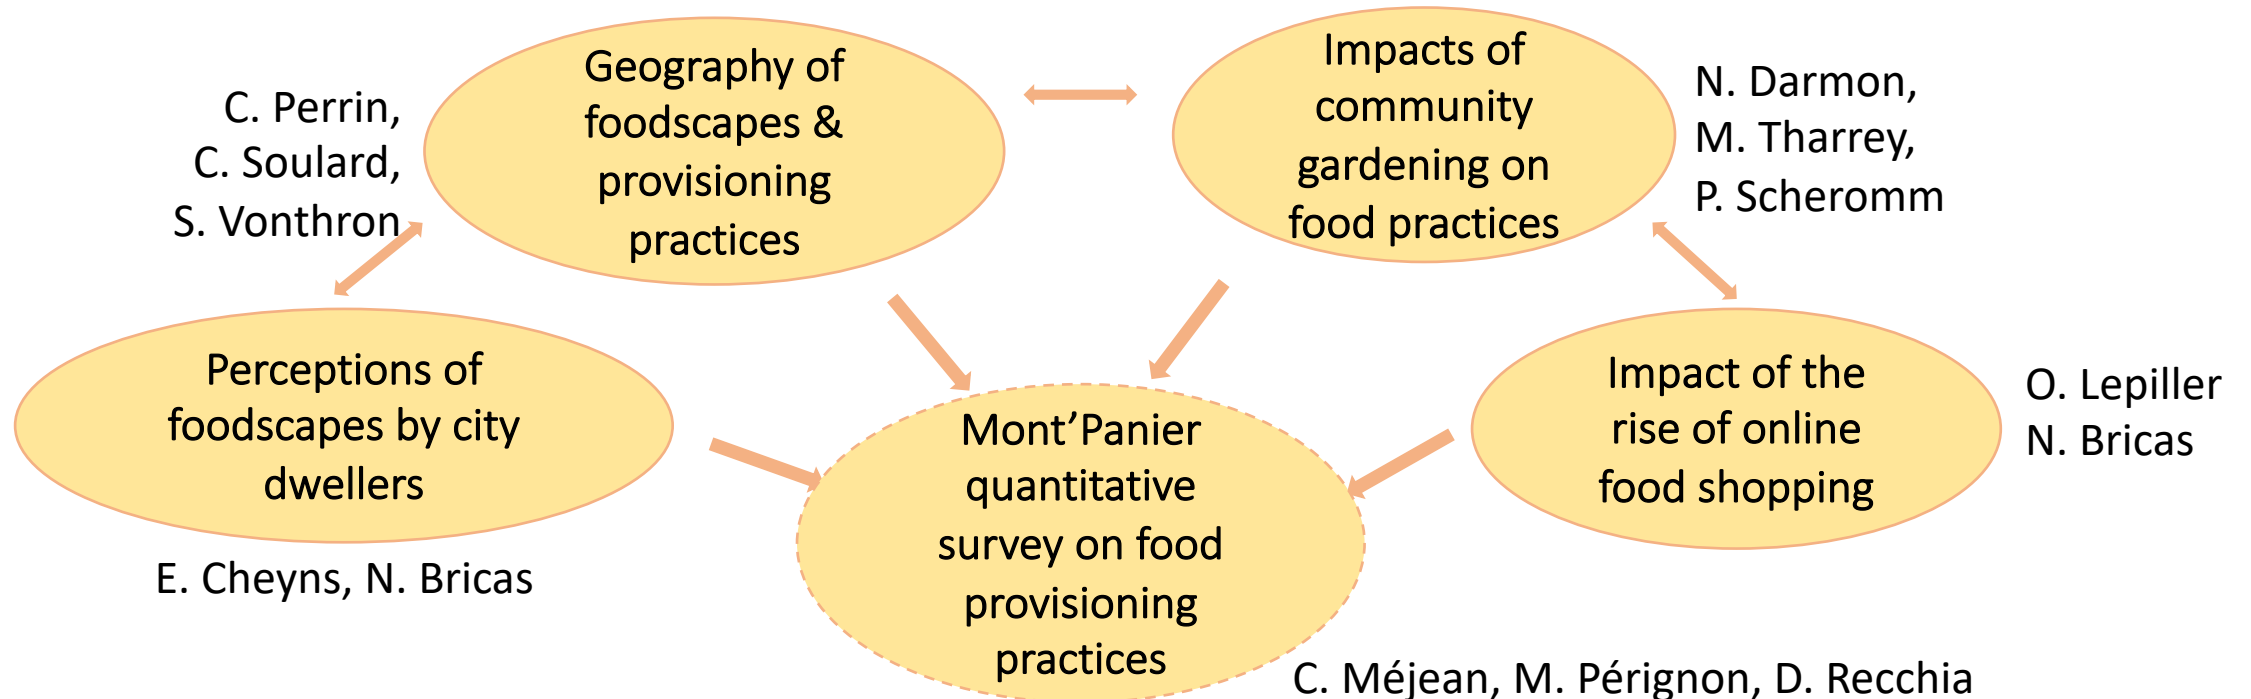 C. Perrin,
C. Soulard,
S. Vonthron
Geography of
foodscapes &
provisioning
practices
Impacts of
community
gardening on
food practices
N. Darmon,
M. Tharrey,
P. Scheromm
Perceptions of
foodscapes by city
dwellers
E. Cheyns, N. Bricas
Mont’Panier
quantitative
survey on food
provisioning
practices
C. Méjean, M. Pérignon, D. Recchia
Impact of the
rise of online
food shopping
O. Lepiller
N. Bricas